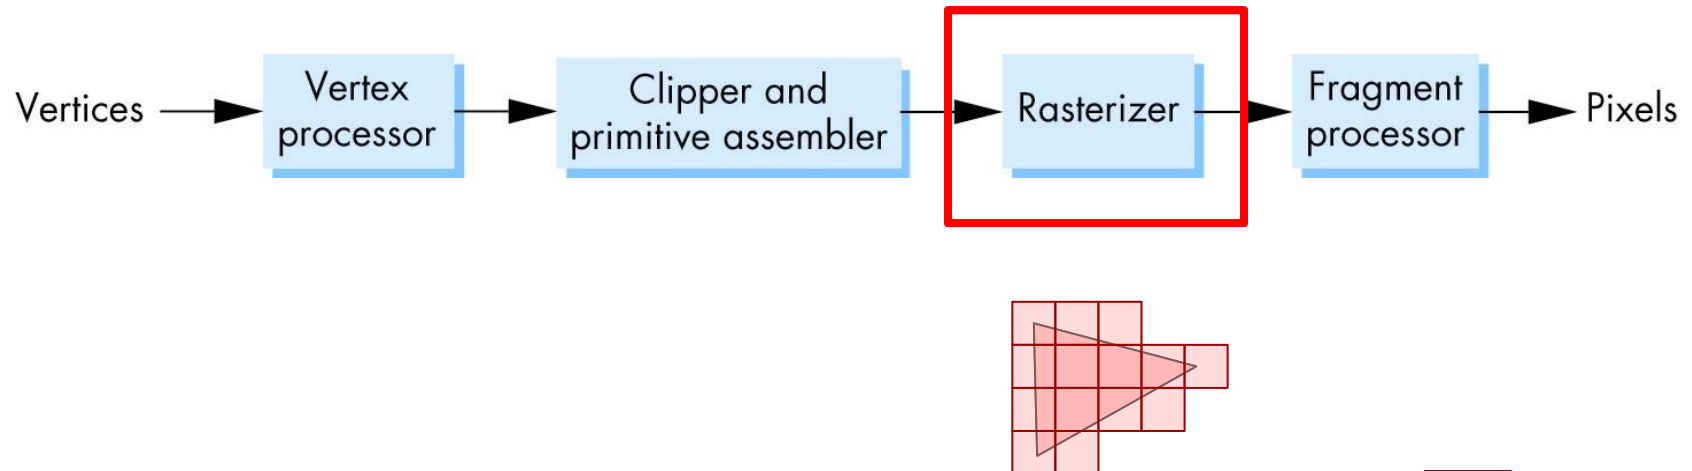 Vertices
Vertex
processor
Clipper and
primitive assembler
Rasterizer
Fragment
processor
Pixels